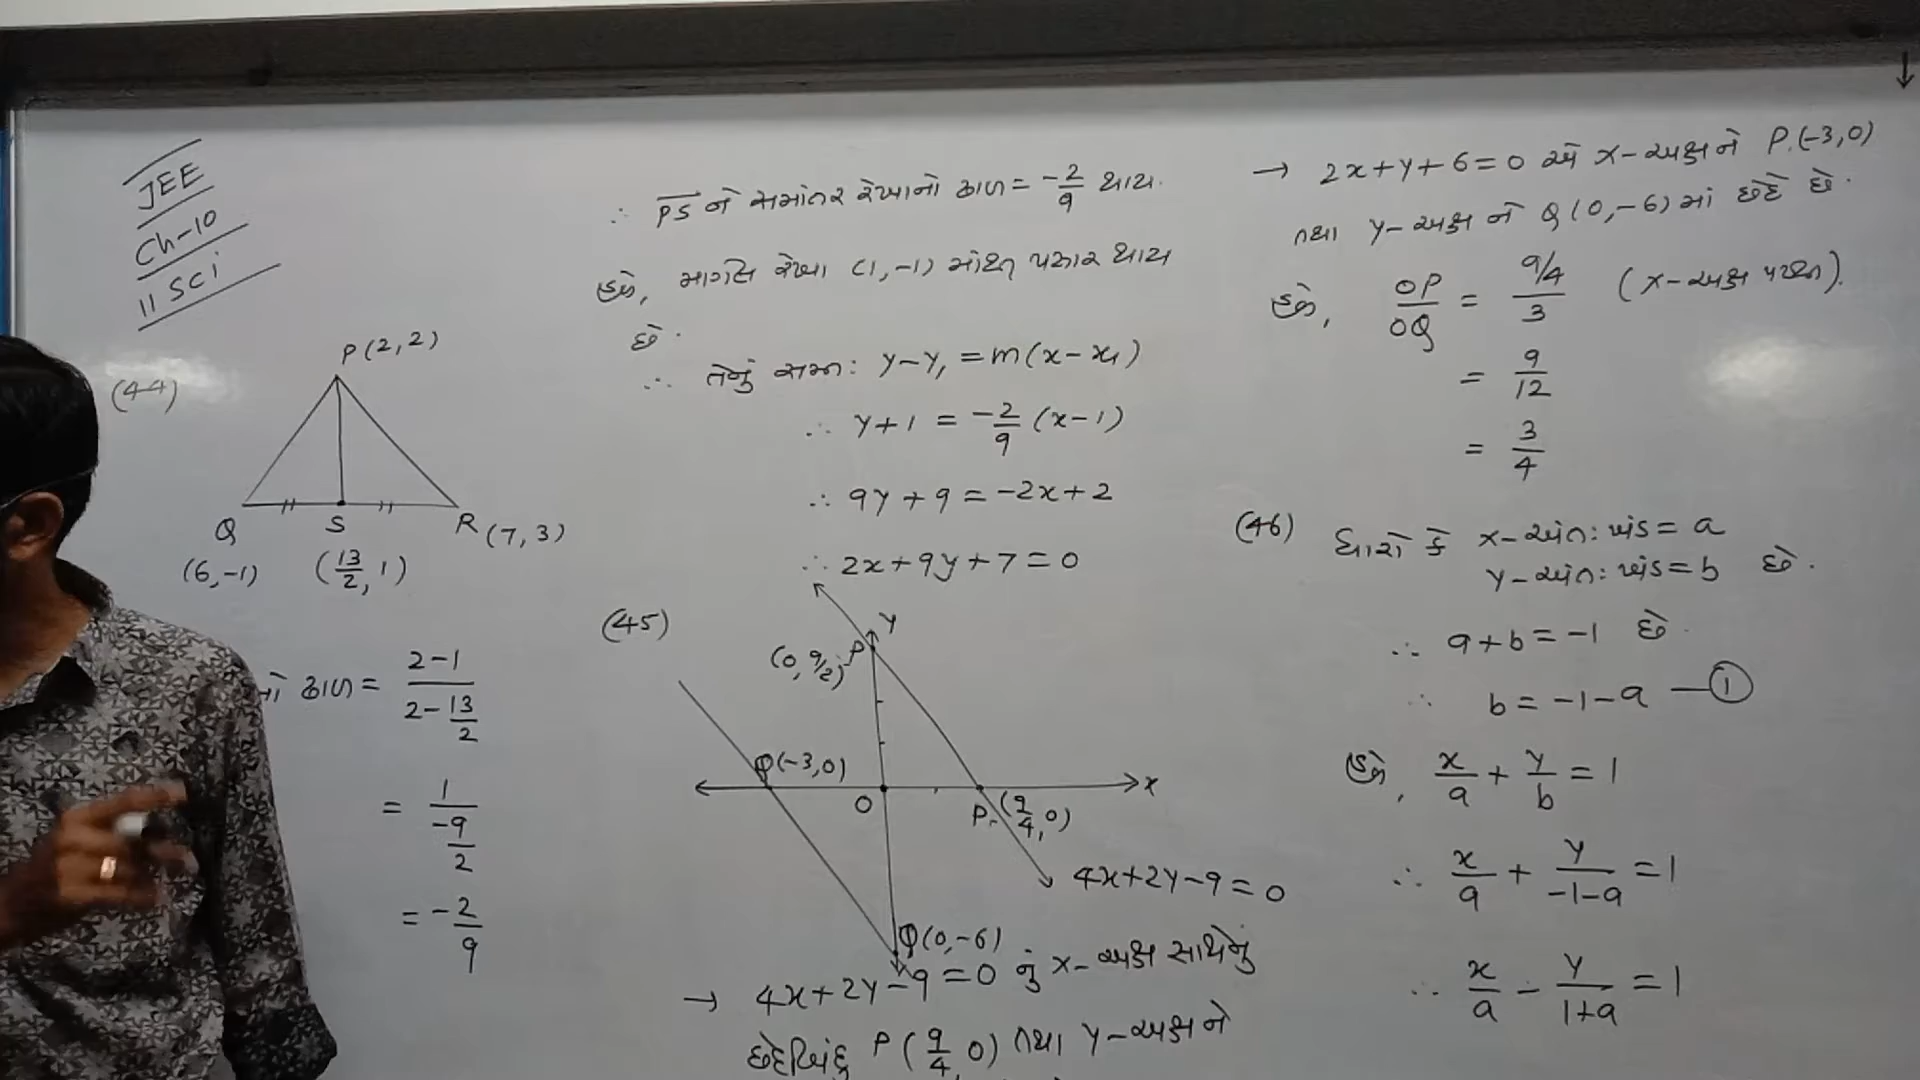 JEE
Ch-10
11 SCI
(44)
P(2,2)
Q
S
R(7,3)
(6,-1)
(13/2, 1)
નો ઢાળ = (2-1)/(2-13/2)
= 1/(-9/2)
= -2/9
∴ PS ને સમાંતર રેખાનો ઢાળ = -2/9 થાય.
હવે, માગેલ રેખા (1,-1) માંથી પસાર થાય
છે.
∴ તેનું સમી: y-y₁ = m(x-x₁)
∴ y+1 = -2/9 (x-1)
∴ 9y+9 = -2x+2
∴ 2x+9y+7=0
(45)
Y
(0, 9/2) P
Q(-3,0)
O
X
P (9/4, 0)
4x+2y-9=0
Q(0,-6)
→ 4x+2y-9=0 નું x-અક્ષ સાથેનું
છેદબિંદુ P(9/4, 0) તથા y-અક્ષ ને
→ 2x+y+6=0 એ x-અક્ષને P(-3,0)
તથા y-અક્ષ ને Q(0,-6) માં છેદે છે.
હવે, OP/OQ = (9/4)/3 (x-અક્ષ પરથી).
= 9/12
= 3/4
(46) ધારો કે x-અંત:ખંડ = a
y-અંત:ખંડ = b છે.
∴ a+b = -1 છે.
∴ b = -1-a —①
હવે, x/a + y/b = 1
∴ x/a + y/(-1-a) = 1
∴ x/a - y/(1+a) = 1